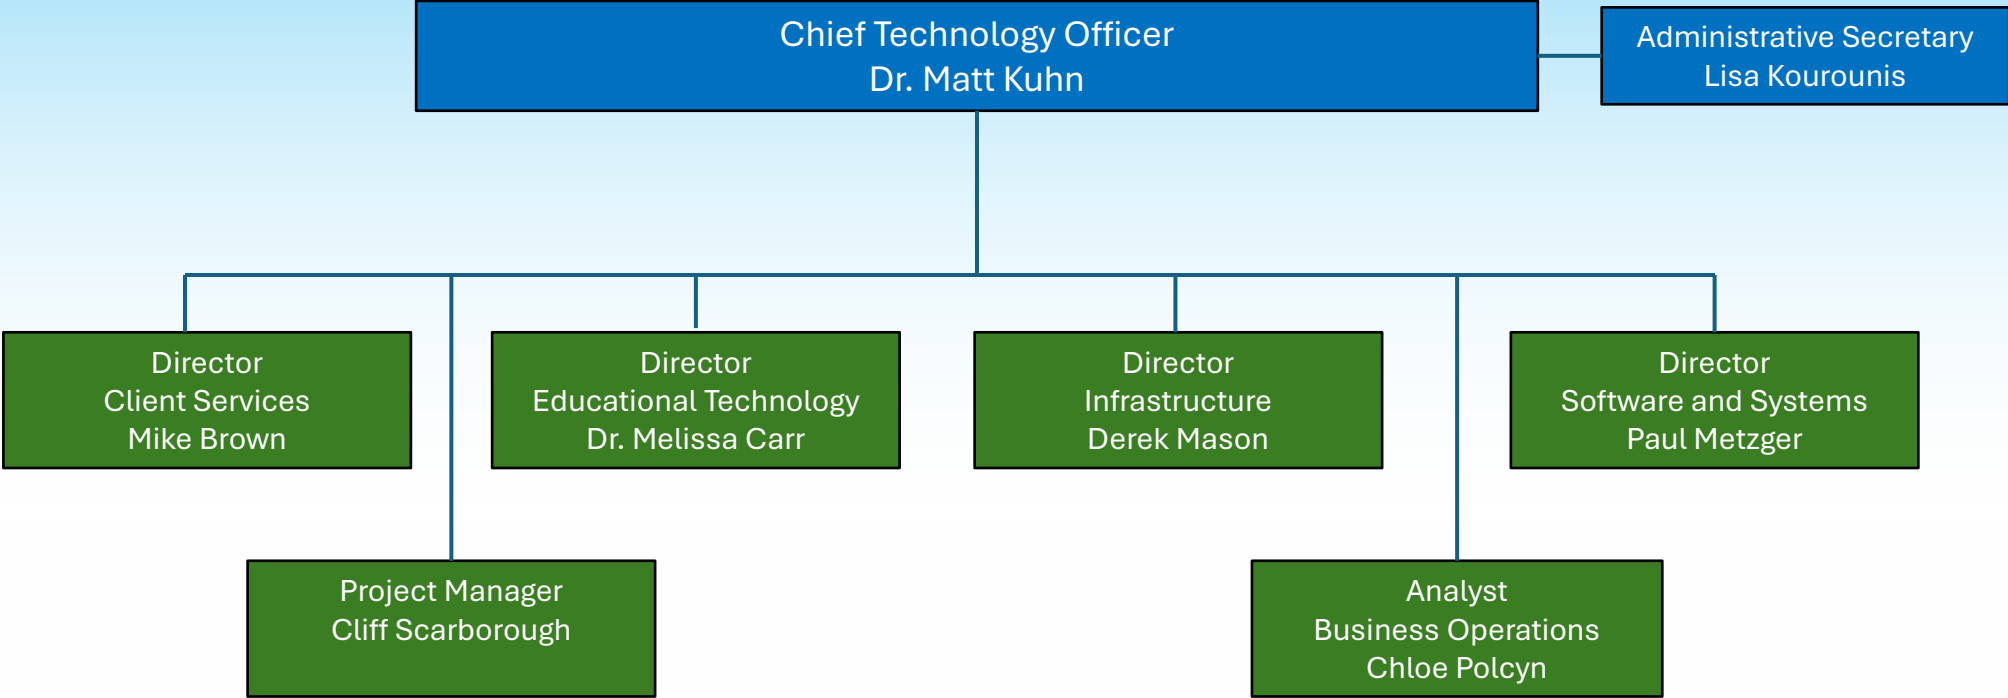 Chief Technology Officer
Dr. Matt Kuhn
Administrative Secretary
Lisa Kourounis
Director
Client Services
Mike Brown
Director
Educational Technology
Dr. Melissa Carr
Director
Infrastructure
Derek Mason
Director
Software and Systems
Paul Metzger
Project Manager
Cliff Scarborough
Analyst
Business Operations
Chloe Polcyn